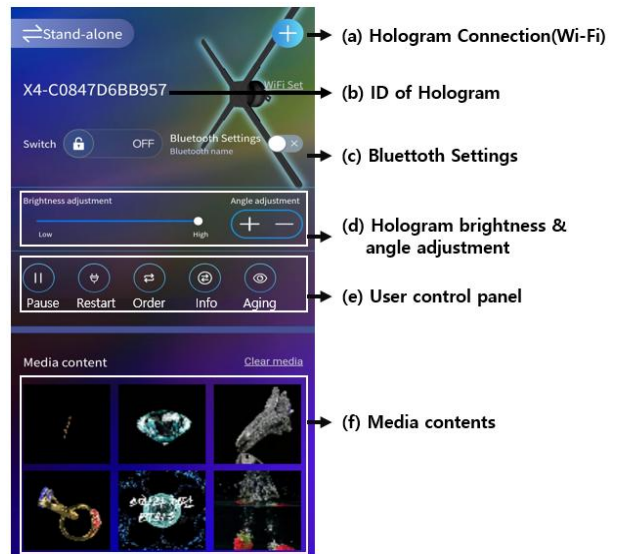 Stand-alone
(a) Hologram Connection(Wi-Fi)
WiFi Set
X4-C0847D6BB957
(b) ID of Hologram
Switch
OFF
Bluetooth Settings
Bluetooth name
(c) Bluettoth Settings
Brightness adjustment
Angle adjustment
Low
High
(d) Hologram brightness &
angle adjustment
Pause Restart Order Info Aging
(e) User control panel
Media content
Clear media
(f) Media contents